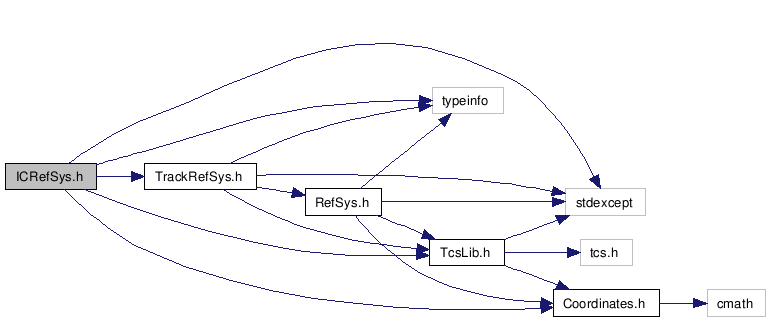 typeinfo
ICRefSys.h
TrackRefSys.h
RefSys.h
stdexcept
TcsLib.h
tcs.h
Coordinates.h
cmath